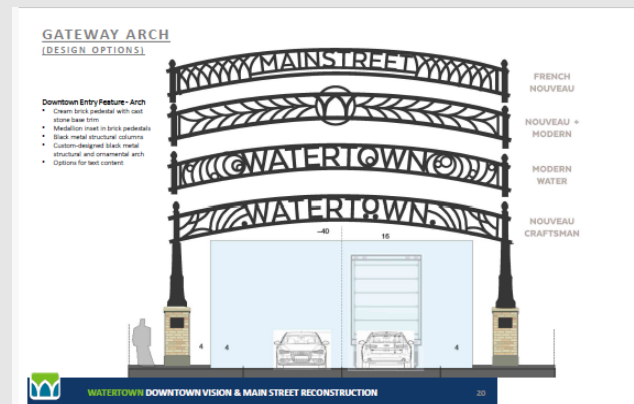 GATEWAY ARCH
(DESIGN OPTIONS)
Downtown Entry Feature - Arch
• Cream brick pedestal with cast
stone base trim
• Medallion inset in brick pedestals
• Black metal structural columns
• Custom-designed black metal
structural and ornamental arch
• Options for text content
MAINSTREET
FRENCH
NOUVEAU
NOUVEAU +
MODERN
WATERTOWN
MODERN
WATER
WATERTOWN
NOUVEAU
CRAFTSMAN
~40
16
4
4
4
WATERTOWN DOWNTOWN VISION & MAIN STREET RECONSTRUCTION
20